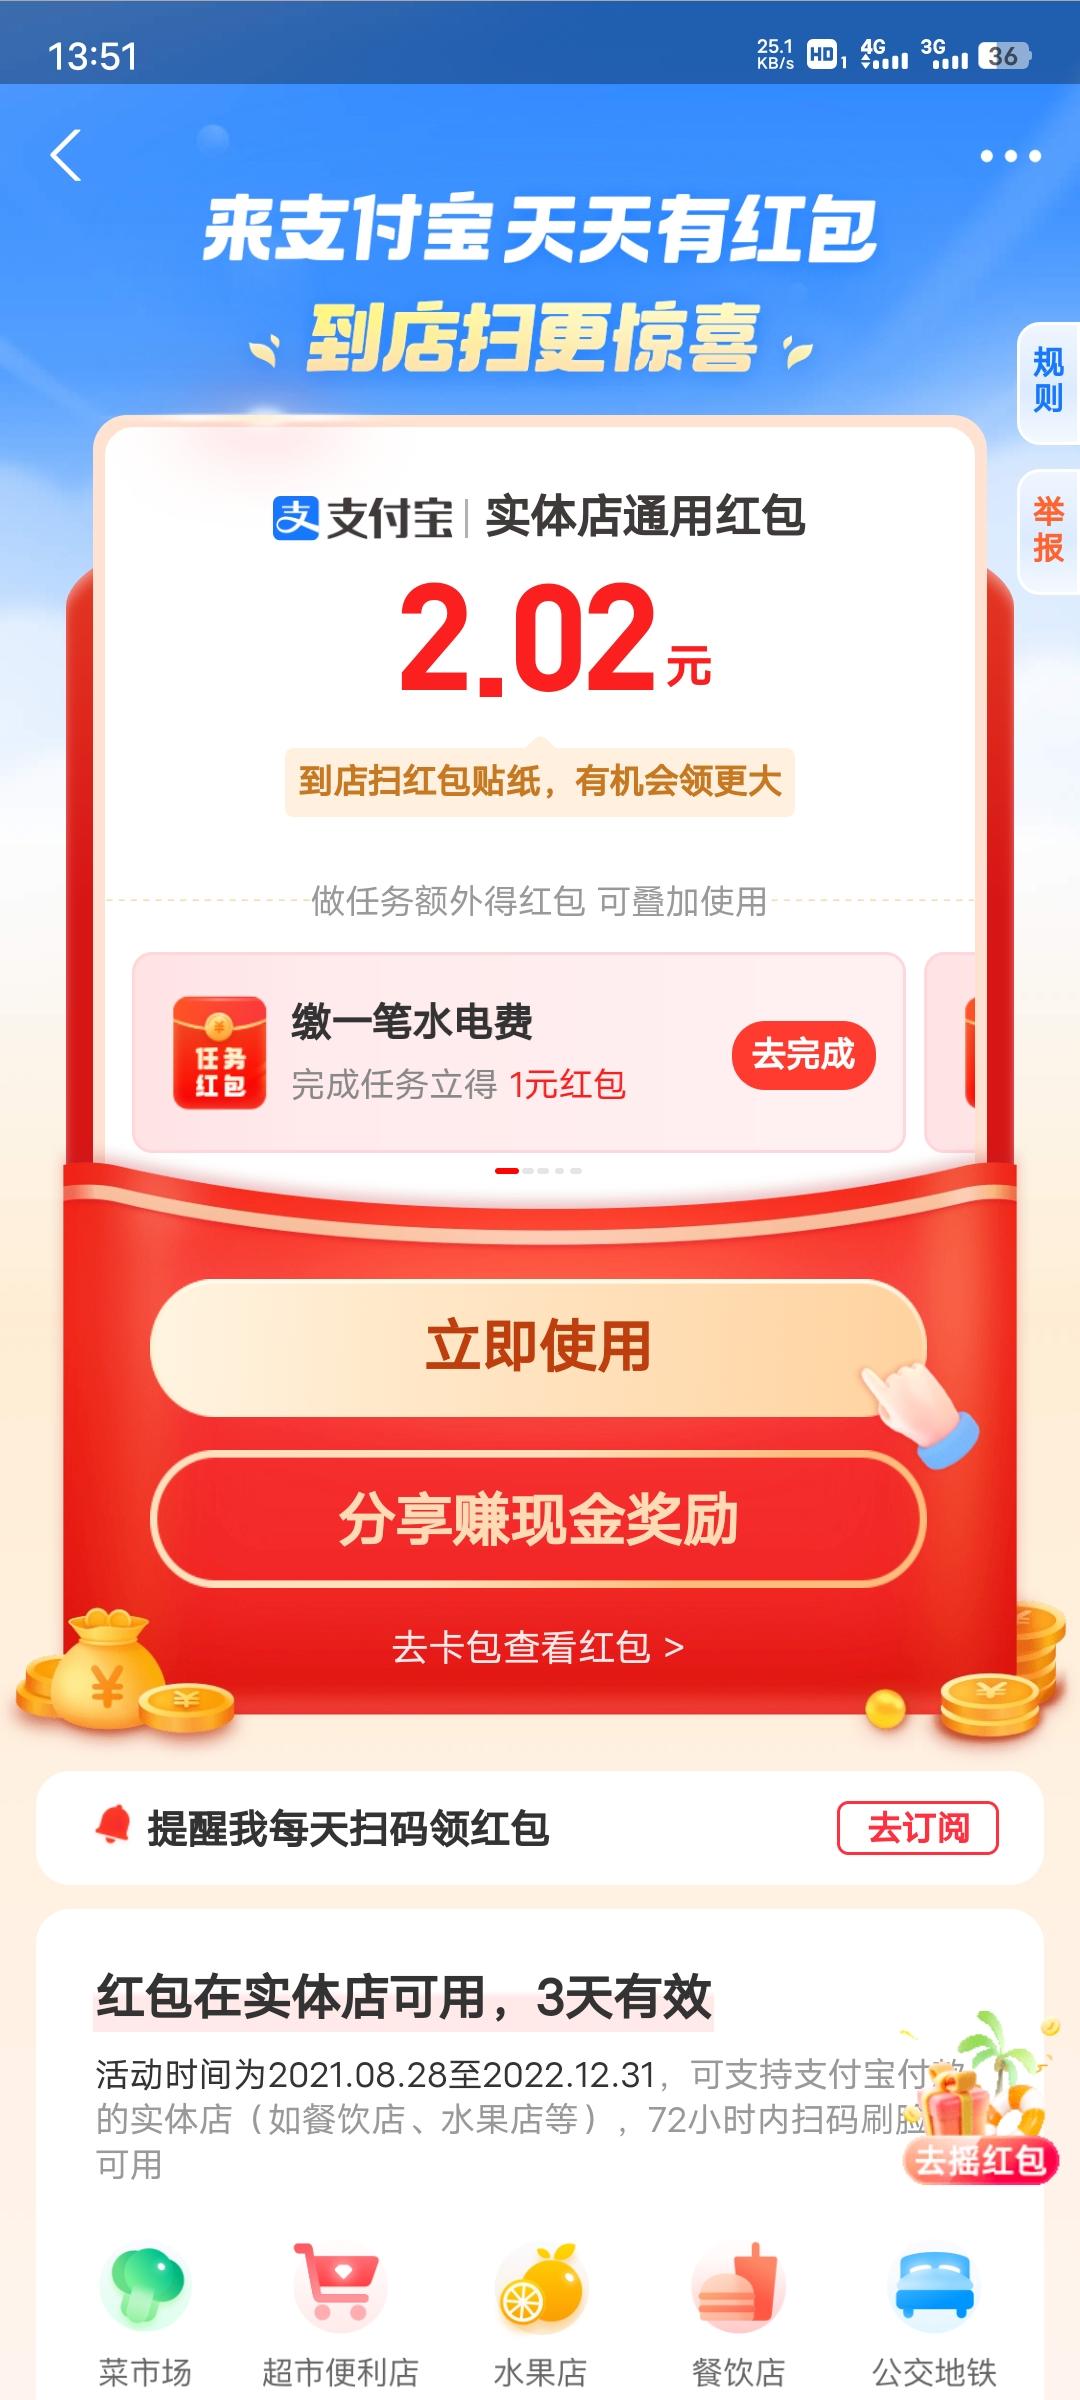 13:51
25.1
KB/s
HD 1
4G
3G
36
来支付宝天天有红包
到店扫更惊喜
规则
举报
支 支付宝 | 实体店通用红包
2.02元
到店扫红包贴纸，有机会领更大
做任务额外得红包 可叠加使用
任务
红包
缴一笔水电费
完成任务立得 1元红包
去完成
立即使用
分享赚现金奖励
去卡包查看红包 >
提醒我每天扫码领红包
去订阅
红包在实体店可用，3天有效
活动时间为2021.08.28至2022.12.31，可支持支付宝付款
的实体店（如餐饮店、水果店等），72小时内扫码刷脸
可用
去摇红包
菜市场
超市便利店
水果店
餐饮店
公交地铁